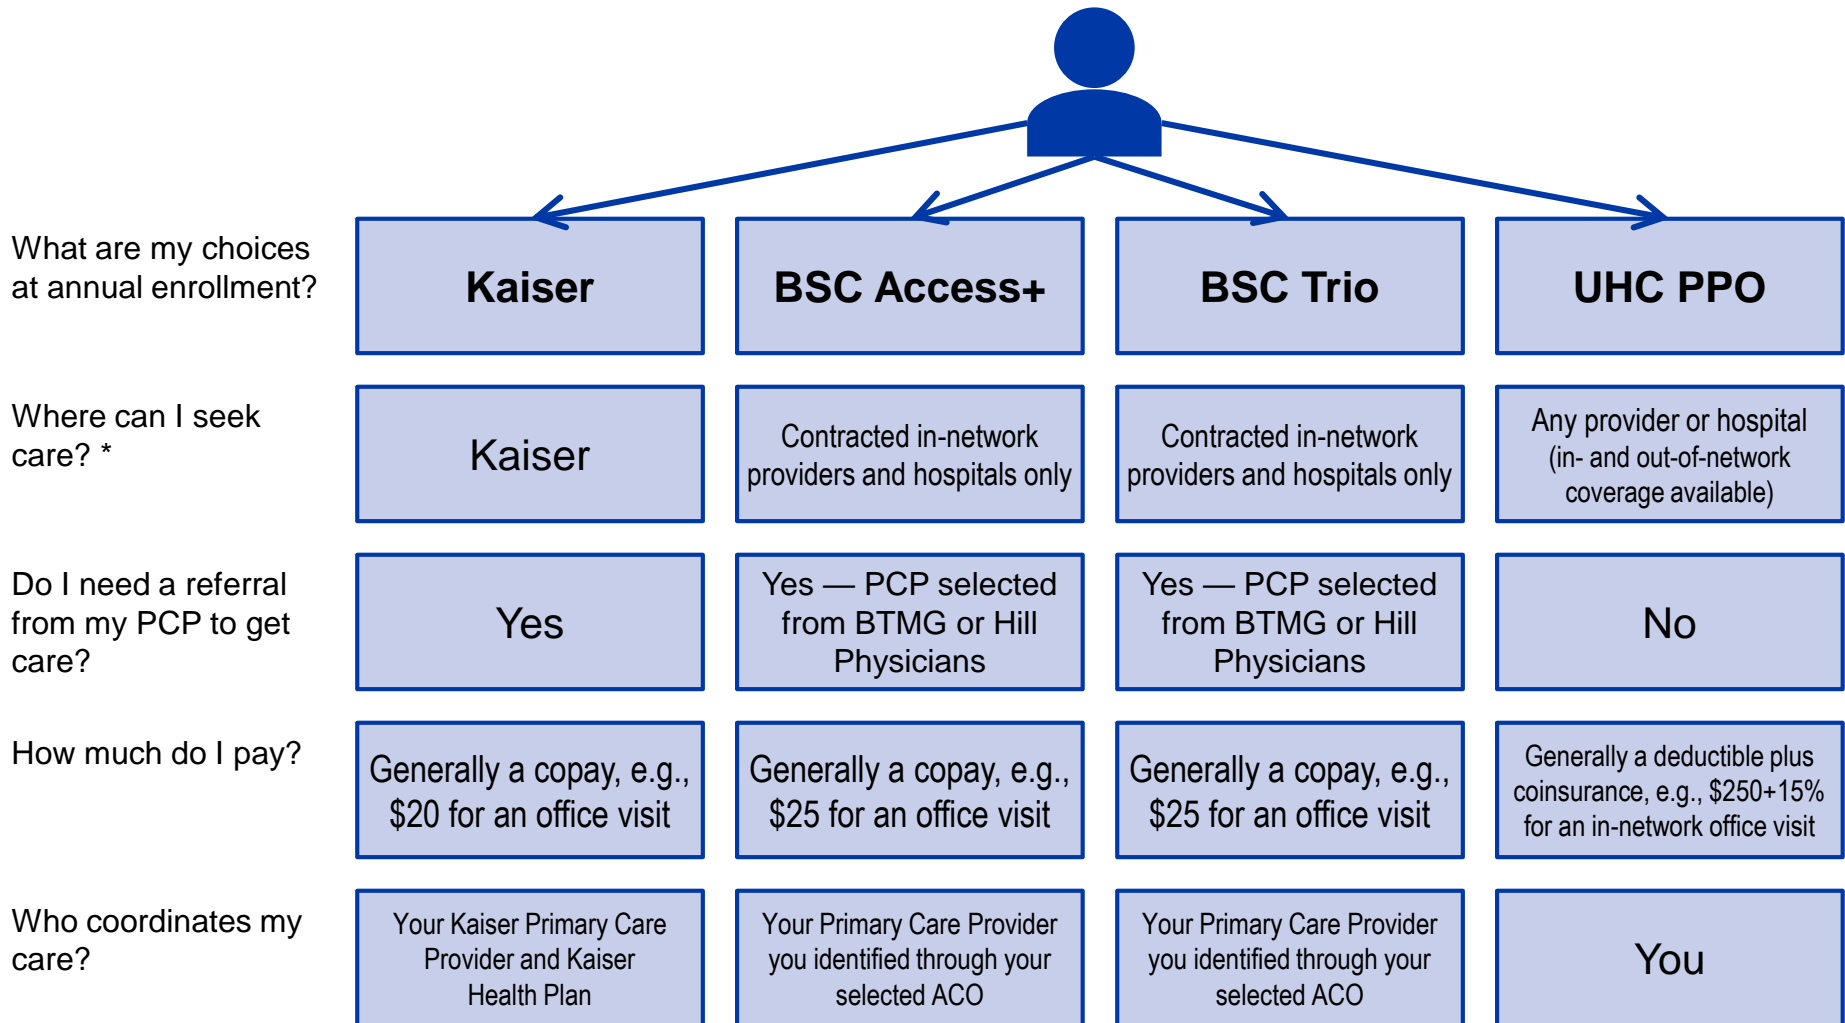 What are my choices
at annual enrollment?
Kaiser
BSC Access+
BSC Trio
UHC PPO
Where can I seek
care? *
Kaiser
Contracted in-network
providers and hospitals only
Contracted in-network
providers and hospitals only
Any provider or hospital
(in- and out-of-network
coverage available)
Do I need a referral
from my PCP to get
care?
Yes
Yes — PCP selected
from BTMG or Hill
Physicians
Yes — PCP selected
from BTMG or Hill
Physicians
No
How much do I pay?
Generally a copay, e.g.,
$20 for an office visit
Generally a copay, e.g.,
$25 for an office visit
Generally a copay, e.g.,
$25 for an office visit
Generally a deductible plus
coinsurance, e.g., $250+15%
for an in-network office visit
Who coordinates my
care?
Your Kaiser Primary Care
Provider and Kaiser
Health Plan
Your Primary Care Provider
you identified through your
selected ACO
Your Primary Care Provider
you identified through your
selected ACO
You